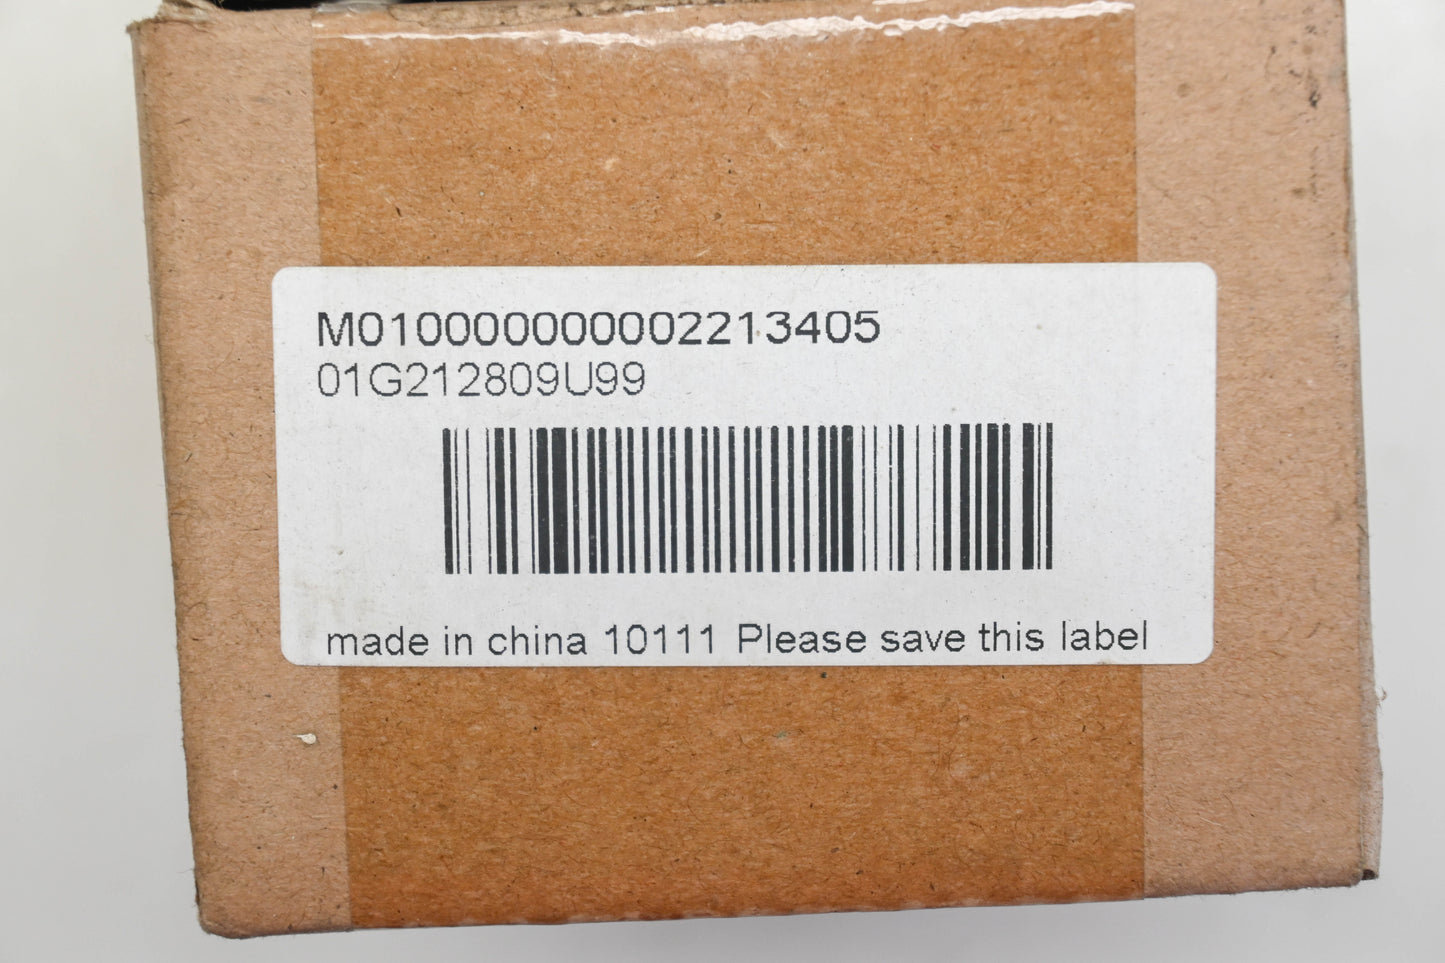 M010000000002213405
01G212809U99
made in china 10111 Please save this label